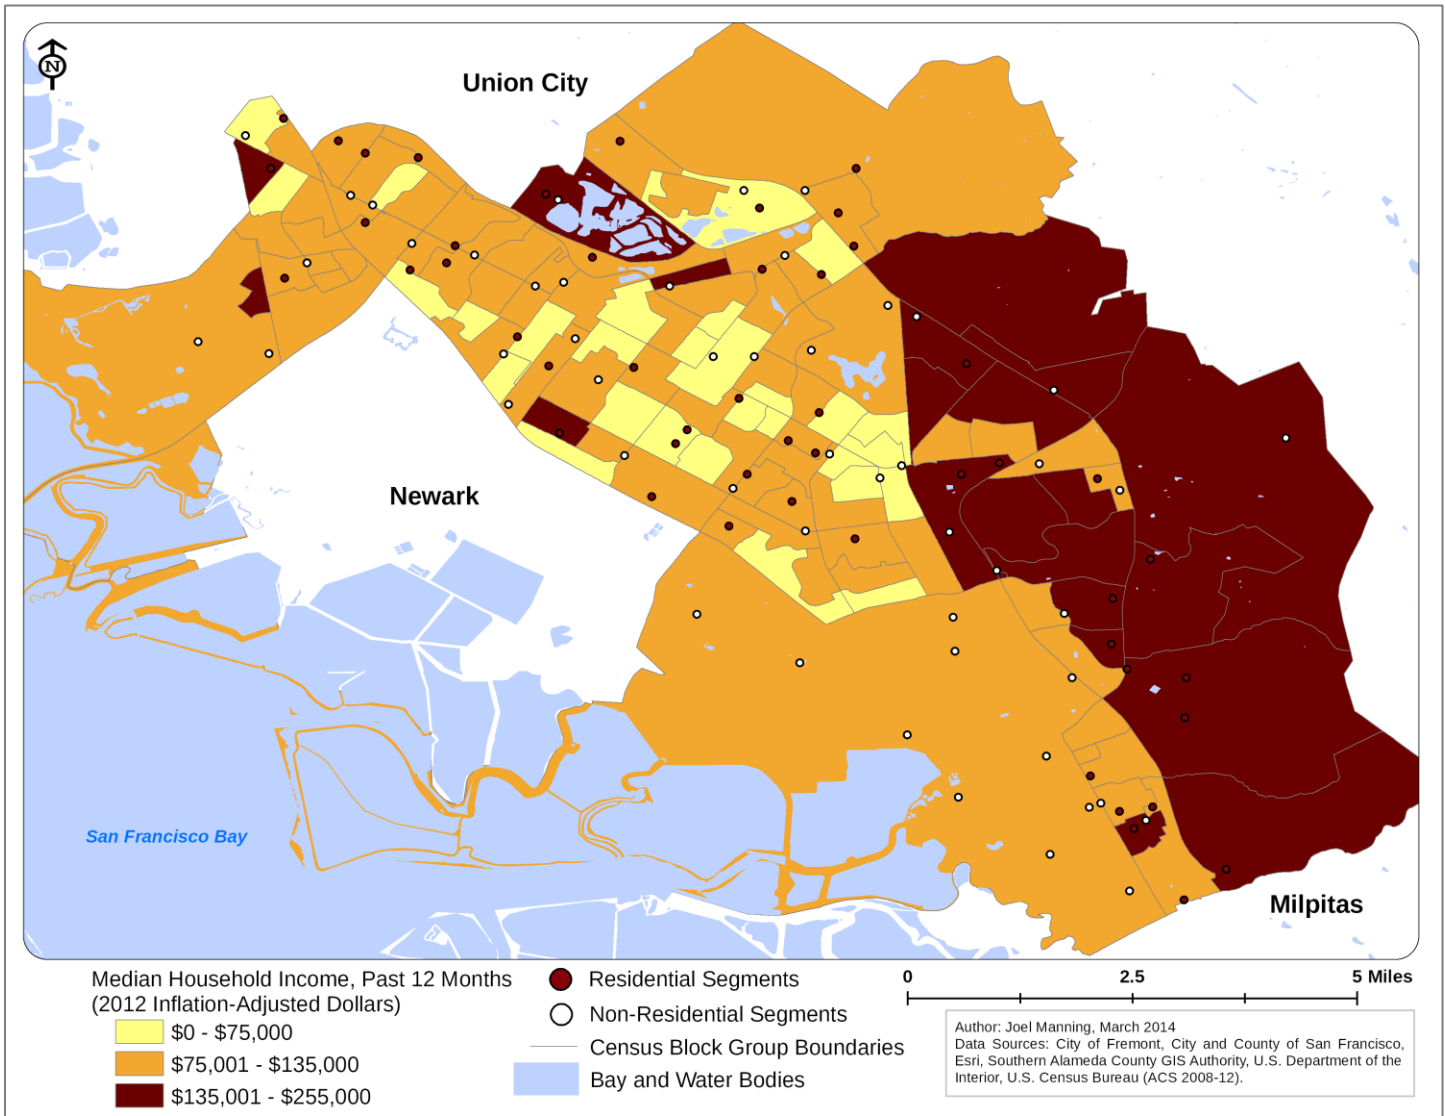 N
Union City
Newark
San Francisco Bay
Milpitas
Median Household Income, Past 12 Months
(2012 Inflation-Adjusted Dollars)
$0 - $75,000
$75,001 - $135,000
$135,001 - $255,000
Residential Segments
Non-Residential Segments
Census Block Group Boundaries
Bay and Water Bodies
0 2.5 5 Miles
Author: Joel Manning, March 2014
Data Sources: City of Fremont, City and County of San Francisco,
Esri, Southern Alameda County GIS Authority, U.S. Department of the
Interior, U.S. Census Bureau (ACS 2008-12).